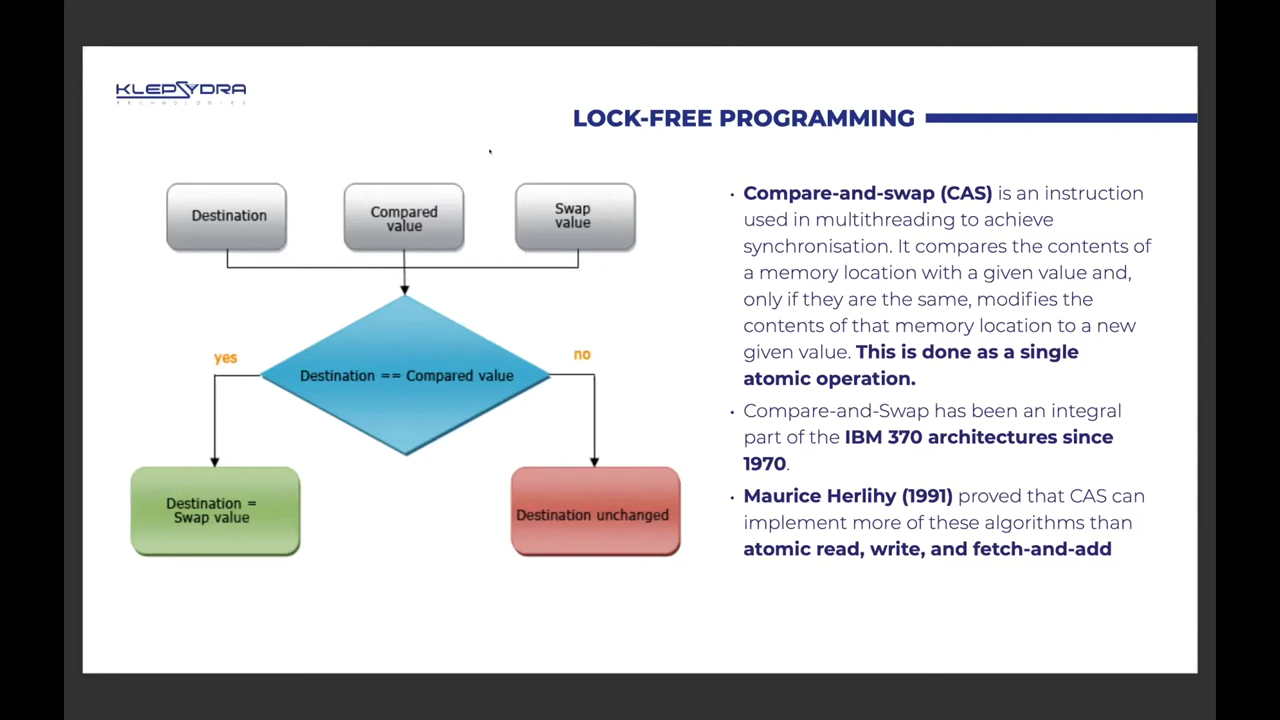 KLEPSYDRA
TECHNOLOGIES
LOCK-FREE PROGRAMMING
Destination
Compared
value
Swap
value
yes
no
Destination == Compared value
Destination =
Swap value
Destination unchanged
• Compare-and-swap (CAS) is an instruction
used in multithreading to achieve
synchronisation. It compares the contents of
a memory location with a given value and,
only if they are the same, modifies the
contents of that memory location to a new
given value. This is done as a single
atomic operation.
• Compare-and-Swap has been an integral
part of the IBM 370 architectures since
1970.
• Maurice Herlihy (1991) proved that CAS can
implement more of these algorithms than
atomic read, write, and fetch-and-add